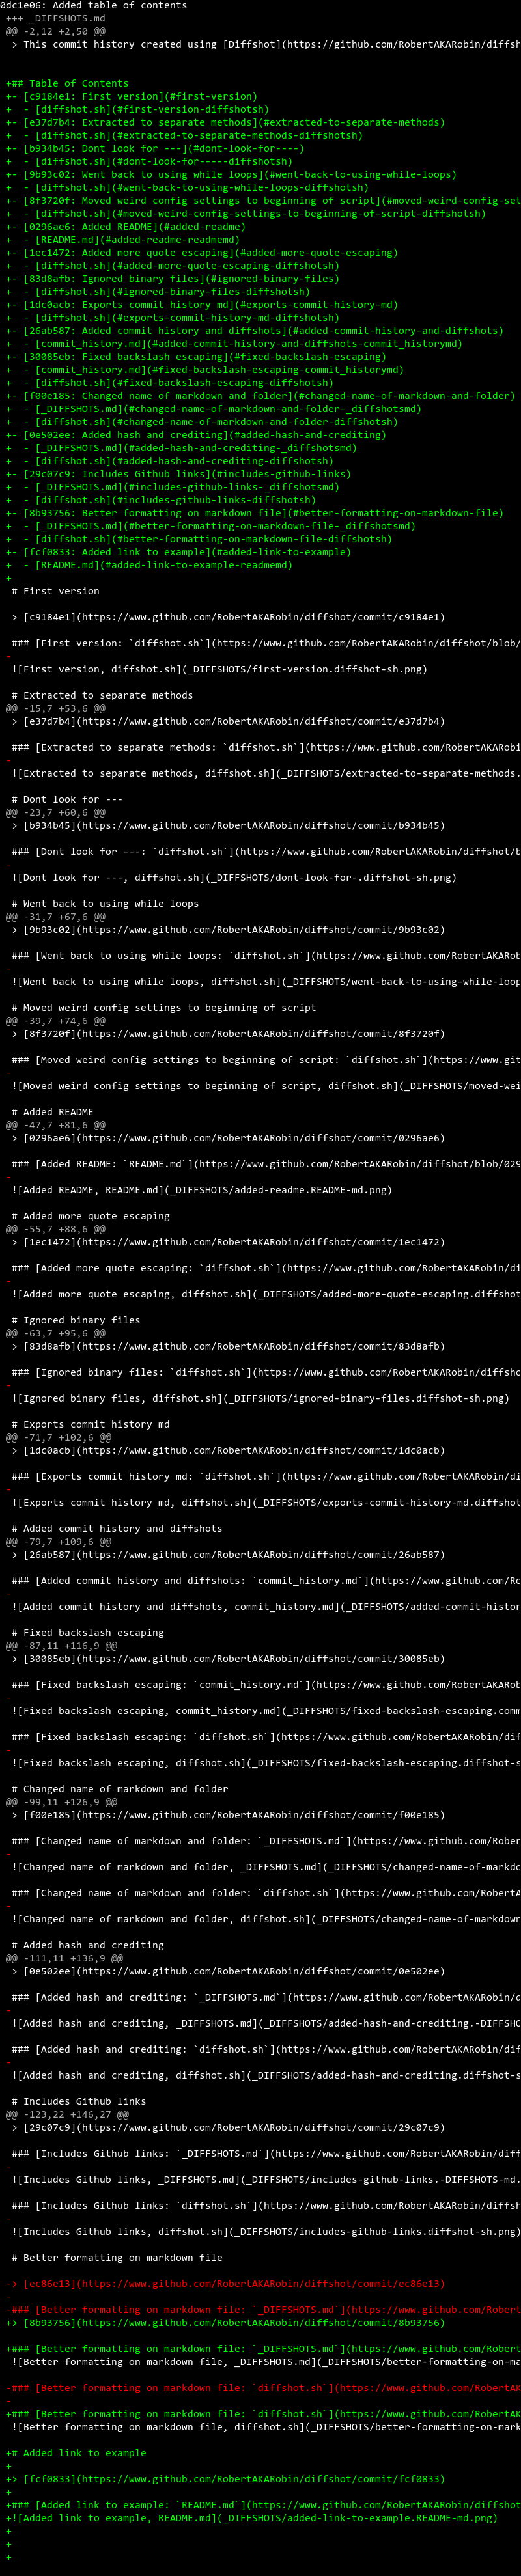 0dc1e06: Added table of contents
+++ _DIFFSHOTS.md
@@ -2,12 +2,50 @@
> This commit history created using [Diffshot](https://github.com/RobertAKARobin/diffsh
+## Table of Contents
+- [c9184e1: First version](#first-version)
+  - [diffshot.sh](#first-version-diffshotsh)
+- [e37d7b4: Extracted to separate methods](#extracted-to-separate-methods)
+  - [diffshot.sh](#extracted-to-separate-methods-diffshotsh)
+- [b934b45: Dont look for ---](#dont-look-for----)
+  - [diffshot.sh](#dont-look-for-----diffshotsh)
+- [9b93c02: Went back to using while loops](#went-back-to-using-while-loops)
+  - [diffshot.sh](#went-back-to-using-while-loops-diffshotsh)
+- [8f3720f: Moved weird config settings to beginning of script](#moved-weird-config-set
+  - [diffshot.sh](#moved-weird-config-settings-to-beginning-of-script-diffshotsh)
+- [0296ae6: Added README](#added-readme)
+  - [README.md](#added-readme-readmemd)
+- [1ec1472: Added more quote escaping](#added-more-quote-escaping)
+  - [diffshot.sh](#added-more-quote-escaping-diffshotsh)
+- [83d8afb: Ignored binary files](#ignored-binary-files)
+  - [diffshot.sh](#ignored-binary-files-diffshotsh)
+- [1dc0acb: Exports commit history md](#exports-commit-history-md)
+  - [diffshot.sh](#exports-commit-history-md-diffshotsh)
+- [26ab587: Added commit history and diffshots](#added-commit-history-and-diffshots)
+  - [commit_history.md](#added-commit-history-and-diffshots-commit_historymd)
+- [30085eb: Fixed backslash escaping](#fixed-backslash-escaping)
+  - [commit_history.md](#fixed-backslash-escaping-commit_historymd)
+  - [diffshot.sh](#fixed-backslash-escaping-diffshotsh)
+- [f00e185: Changed name of markdown and folder](#changed-name-of-markdown-and-folder)
+  - [_DIFFSHOTS.md](#changed-name-of-markdown-and-folder-_diffshotsmd)
+  - [diffshot.sh](#changed-name-of-markdown-and-folder-diffshotsh)
+- [0e502ee: Added hash and crediting](#added-hash-and-crediting)
+  - [_DIFFSHOTS.md](#added-hash-and-crediting-_diffshotsmd)
+  - [diffshot.sh](#added-hash-and-crediting-diffshotsh)
+- [29c07c9: Includes Github links](#includes-github-links)
+  - [_DIFFSHOTS.md](#includes-github-links-_diffshotsmd)
+  - [diffshot.sh](#includes-github-links-diffshotsh)
+- [8b93756: Better formatting on markdown file](#better-formatting-on-markdown-file)
+  - [_DIFFSHOTS.md](#better-formatting-on-markdown-file-_diffshotsmd)
+  - [diffshot.sh](#better-formatting-on-markdown-file-diffshotsh)
+- [fcf0833: Added link to example](#added-link-to-example)
+  - [README.md](#added-link-to-example-readmemd)
+
# First version
> [c9184e1](https://www.github.com/RobertAKARobin/diffshot/commit/c9184e1)
### [First version: `diffshot.sh`](https://www.github.com/RobertAKARobin/diffshot/blob/
-
![First version, diffshot.sh](_DIFFSHOTS/first-version.diffshot-sh.png)
# Extracted to separate methods
@@ -15,7 +53,6 @@
> [e37d7b4](https://www.github.com/RobertAKARobin/diffshot/commit/e37d7b4)
### [Extracted to separate methods: `diffshot.sh`](https://www.github.com/RobertAKARobi
-
![Extracted to separate methods, diffshot.sh](_DIFFSHOTS/extracted-to-separate-methods.
# Dont look for ---
@@ -23,7 +60,6 @@
> [b934b45](https://www.github.com/RobertAKARobin/diffshot/commit/b934b45)
### [Dont look for ---: `diffshot.sh`](https://www.github.com/RobertAKARobin/diffshot/b
-
![Dont look for ---, diffshot.sh](_DIFFSHOTS/dont-look-for-.diffshot-sh.png)
# Went back to using while loops
@@ -31,7 +67,6 @@
> [9b93c02](https://www.github.com/RobertAKARobin/diffshot/commit/9b93c02)
### [Went back to using while loops: `diffshot.sh`](https://www.github.com/RobertAKARob
-
![Went back to using while loops, diffshot.sh](_DIFFSHOTS/went-back-to-using-while-loop
# Moved weird config settings to beginning of script
@@ -39,7 +74,6 @@
> [8f3720f](https://www.github.com/RobertAKARobin/diffshot/commit/8f3720f)
### [Moved weird config settings to beginning of script: `diffshot.sh`](https://www.git
-
![Moved weird config settings to beginning of script, diffshot.sh](_DIFFSHOTS/moved-wei
# Added README
@@ -47,7 +81,6 @@
> [0296ae6](https://www.github.com/RobertAKARobin/diffshot/commit/0296ae6)
### [Added README: `README.md`](https://www.github.com/RobertAKARobin/diffshot/blob/029
-
![Added README, README.md](_DIFFSHOTS/added-readme.README-md.png)
# Added more quote escaping
@@ -55,7 +88,6 @@
> [1ec1472](https://www.github.com/RobertAKARobin/diffshot/commit/1ec1472)
### [Added more quote escaping: `diffshot.sh`](https://www.github.com/RobertAKARobin/di
-
![Added more quote escaping, diffshot.sh](_DIFFSHOTS/added-more-quote-escaping.diffshot
# Ignored binary files
@@ -63,7 +95,6 @@
> [83d8afb](https://www.github.com/RobertAKARobin/diffshot/commit/83d8afb)
### [Ignored binary files: `diffshot.sh`](https://www.github.com/RobertAKARobin/diffsho
-
![Ignored binary files, diffshot.sh](_DIFFSHOTS/ignored-binary-files.diffshot-sh.png)
# Exports commit history md
@@ -71,7 +102,6 @@
> [1dc0acb](https://www.github.com/RobertAKARobin/diffshot/commit/1dc0acb)
### [Exports commit history md: `diffshot.sh`](https://www.github.com/RobertAKARobin/di
-
![Exports commit history md, diffshot.sh](_DIFFSHOTS/exports-commit-history-md.diffshot
# Added commit history and diffshots
@@ -79,7 +109,6 @@
> [26ab587](https://www.github.com/RobertAKARobin/diffshot/commit/26ab587)
### [Added commit history and diffshots: `commit_history.md`](https://www.github.com/Ro
-
![Added commit history and diffshots, commit_history.md](_DIFFSHOTS/added-commit-histor
# Fixed backslash escaping
@@ -87,11 +116,9 @@
> [30085eb](https://www.github.com/RobertAKARobin/diffshot/commit/30085eb)
### [Fixed backslash escaping: `commit_history.md`](https://www.github.com/RobertAKARob
-
![Fixed backslash escaping, commit_history.md](_DIFFSHOTS/fixed-backslash-escaping.comm
### [Fixed backslash escaping: `diffshot.sh`](https://www.github.com/RobertAKARobin/dif
-
![Fixed backslash escaping, diffshot.sh](_DIFFSHOTS/fixed-backslash-escaping.diffshot-s
# Changed name of markdown and folder
@@ -99,11 +126,9 @@
> [f00e185](https://www.github.com/RobertAKARobin/diffshot/commit/f00e185)
### [Changed name of markdown and folder: `_DIFFSHOTS.md`](https://www.github.com/Rober
-
![Changed name of markdown and folder, _DIFFSHOTS.md](_DIFFSHOTS/changed-name-of-markdo
### [Changed name of markdown and folder: `diffshot.sh`](https://www.github.com/RobertA
-
![Changed name of markdown and folder, diffshot.sh](_DIFFSHOTS/changed-name-of-markdown
# Added hash and crediting
@@ -111,11 +136,9 @@
> [0e502ee](https://www.github.com/RobertAKARobin/diffshot/commit/0e502ee)
### [Added hash and crediting: `_DIFFSHOTS.md`](https://www.github.com/RobertAKARobin/d
-
![Added hash and crediting, _DIFFSHOTS.md](_DIFFSHOTS/added-hash-and-crediting.-DIFFSHO
### [Added hash and crediting: `diffshot.sh`](https://www.github.com/RobertAKARobin/dif
-
![Added hash and crediting, diffshot.sh](_DIFFSHOTS/added-hash-and-crediting.diffshot-s
# Includes Github links
@@ -123,22 +146,27 @@
> [29c07c9](https://www.github.com/RobertAKARobin/diffshot/commit/29c07c9)
### [Includes Github links: `_DIFFSHOTS.md`](https://www.github.com/RobertAKARobin/diff
-
![Includes Github links, _DIFFSHOTS.md](_DIFFSHOTS/includes-github-links.-DIFFSHOTS-md.
### [Includes Github links: `diffshot.sh`](https://www.github.com/RobertAKARobin/diffsh
-
![Includes Github links, diffshot.sh](_DIFFSHOTS/includes-github-links.diffshot-sh.png)
# Better formatting on markdown file
-> [ec86e13](https://www.github.com/RobertAKARobin/diffshot/commit/ec86e13)
-
-### [Better formatting on markdown file: `_DIFFSHOTS.md`](https://www.github.com/Robert
+> [8b93756](https://www.github.com/RobertAKARobin/diffshot/commit/8b93756)
+### [Better formatting on markdown file: `_DIFFSHOTS.md`](https://www.github.com/Robert
![Better formatting on markdown file, _DIFFSHOTS.md](_DIFFSHOTS/better-formatting-on-ma
-### [Better formatting on markdown file: `diffshot.sh`](https://www.github.com/RobertAK
-
+### [Better formatting on markdown file: `diffshot.sh`](https://www.github.com/RobertAK
![Better formatting on markdown file, diffshot.sh](_DIFFSHOTS/better-formatting-on-mark
+# Added link to example
+
+> [fcf0833](https://www.github.com/RobertAKARobin/diffshot/commit/fcf0833)
+
+### [Added link to example: `README.md`](https://www.github.com/RobertAKARobin/diffshot
+![Added link to example, README.md](_DIFFSHOTS/added-link-to-example.README-md.png)
+
+
+